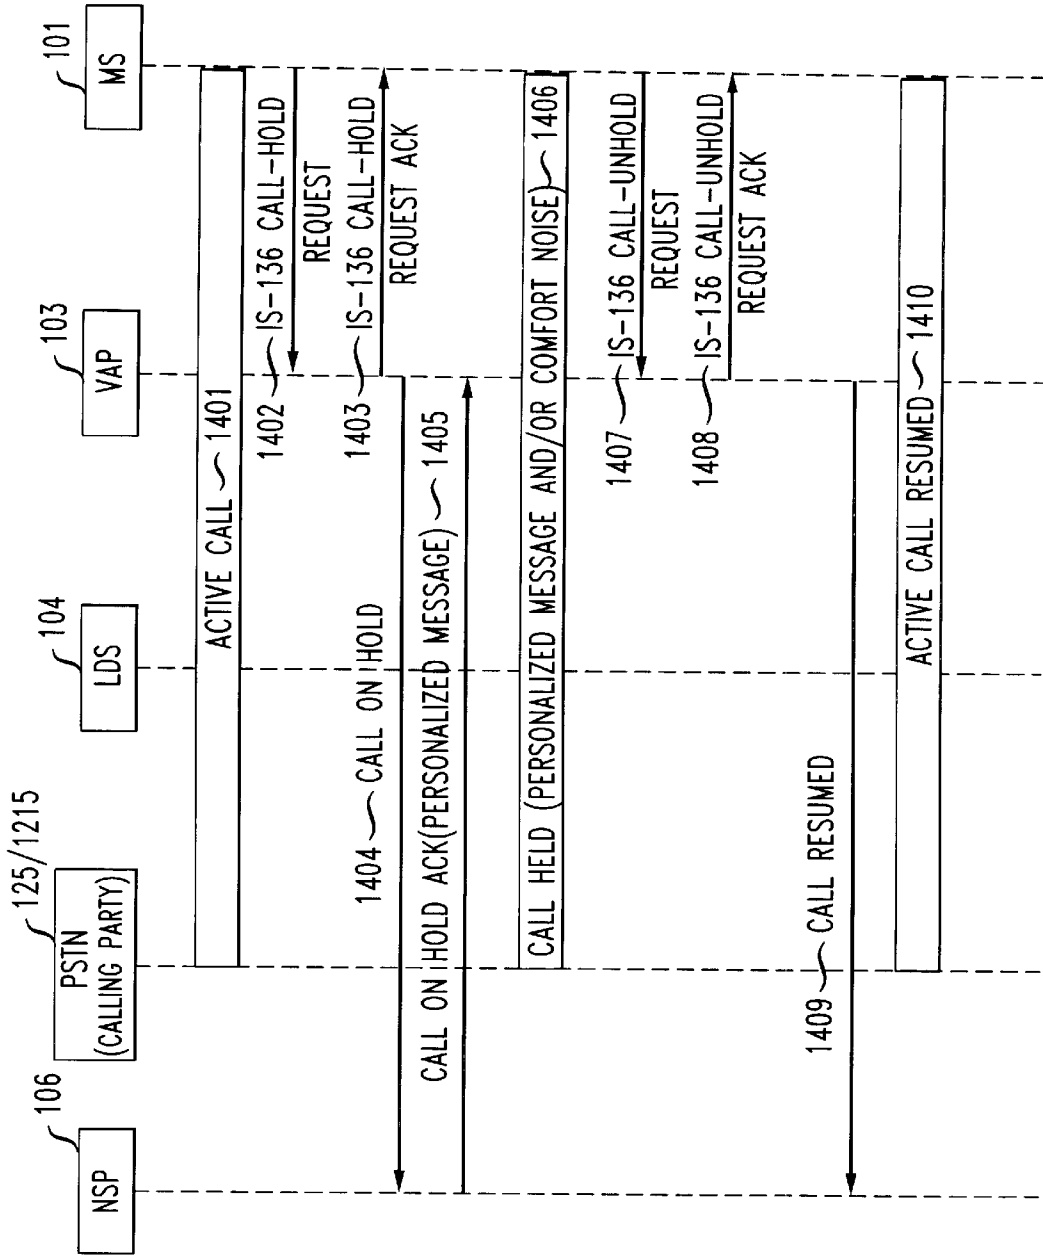 106
NSP
125/1215
PSTN
(CALLING PARTY)
104
LDS
103
VAP
101
MS
ACTIVE CALL 1401
1402 IS-136 CALL-HOLD
REQUEST
1403 IS-136 CALL-HOLD
REQUEST ACK
1404 CALL ON HOLD
CALL ON HOLD ACK(PERSONALIZED MESSAGE) 1405
CALL HELD (PERSONALIZED MESSAGE AND/OR COMFORT NOISE) 1406
1407 IS-136 CALL-UNHOLD
REQUEST
1408 IS-136 CALL-UNHOLD
REQUEST ACK
1409 CALL RESUMED
ACTIVE CALL RESUMED 1410